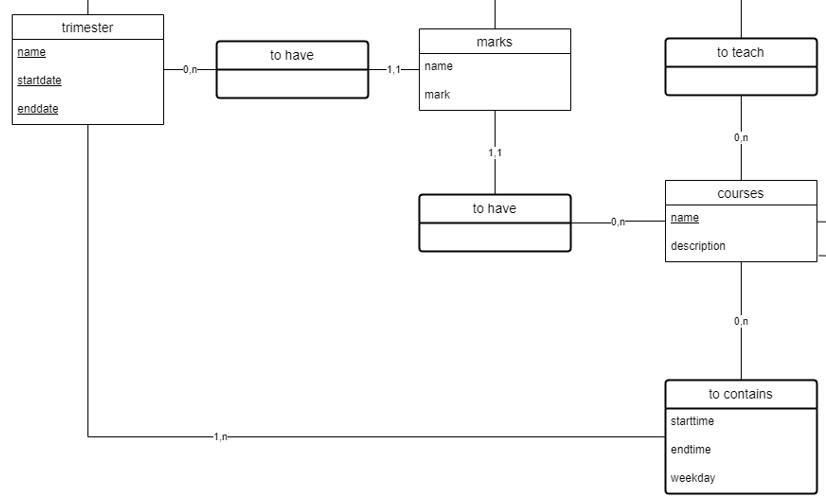 trimester
name
startdate
enddate
0,n
to have
1,1
marks
name
mark
1,1
to have
0,n
to teach
0,n
courses
name
description
0,n
to contains
starttime
endtime
weekday
1,n